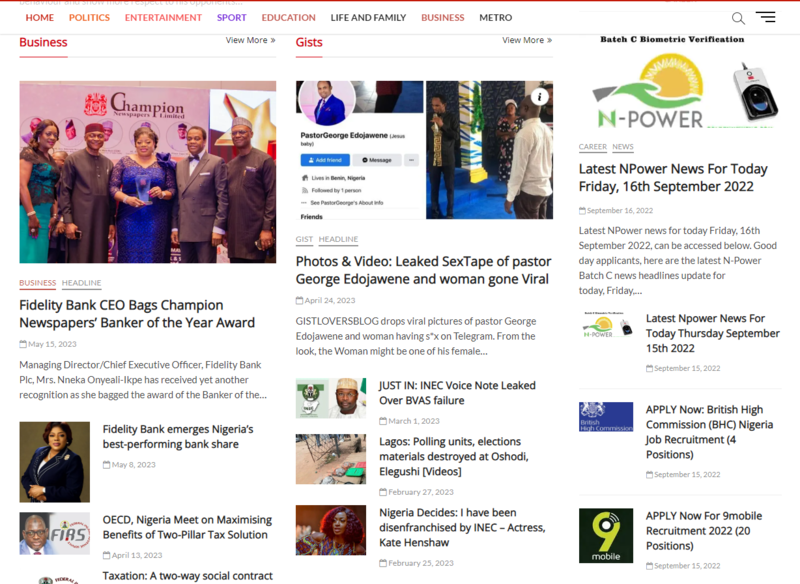 behaviour and show more respect to his opponents...
HOME POLITICS ENTERTAINMENT SPORT EDUCATION LIFE AND FAMILY BUSINESS METRO
Business
View More »
Champion
Newspapers Limited
BUSINESS HEADLINE
Fidelity Bank CEO Bags Champion
Newspapers’ Banker of the Year Award
May 15, 2023
Managing Director/Chief Executive Officer, Fidelity Bank
Plc, Mrs. Nneka Onyeali-Ikpe has received yet another
recognition as she bagged the award of the Banker of the…
Fidelity Bank emerges Nigeria’s
best-performing bank share
May 8, 2023
FIRS
OECD, Nigeria Meet on Maximising
Benefits of Two-Pillar Tax Solution
April 13, 2023
Taxation: A two-way social contract
Gists
View More »
PastorGeorge Edojawene (Jesus
baby)
Add friend
Message
Lives in Benin, Nigeria
Followed by 1 person
See PastorGeorge's About Info
Friends
i
GIST HEADLINE
Photos & Video: Leaked SexTape of pastor
George Edojawene and woman gone Viral
April 24, 2023
GISTLOVERSBLOG drops viral pictures of pastor George
Edojawene and woman having s*x on Telegram. From the
look, the Woman might be one of his female…
JUST IN: INEC Voice Note Leaked
Over BVAS failure
March 1, 2023
Lagos: Polling units, elections
materials destroyed at Oshodi,
Elegushi [Videos]
February 27, 2023
Nigeria Decides: I have been
disenfranchised by INEC – Actress,
Kate Henshaw
February 25, 2023
Batch C Biometric Verification
N-POWER
CAREER NEWS
Latest NPower News For Today
Friday, 16th September 2022
September 16, 2022
Latest NPower news for today Friday, 16th
September 2022, can be accessed below. Good
day applicants, here are the latest N-Power
Batch C news headlines update for
today, Friday,…
Latest Npower News For
Today Thursday September
15th 2022
September 15, 2022
British
High Commission
APPLY Now: British High
Commission (BHC) Nigeria
Job Recruitment (4
Positions)
September 15, 2022
9
mobile
APPLY Now For 9mobile
Recruitment 2022 (20
Positions)
September 15, 2022